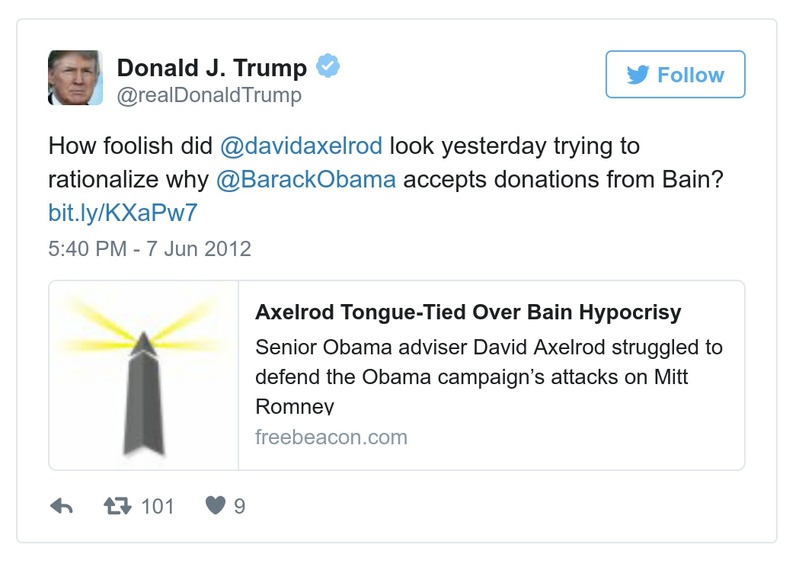 Donald J. Trump
@realDonaldTrump
Follow
How foolish did @davidaxelrod look yesterday trying to
rationalize why @BarackObama accepts donations from Bain?
bit.ly/KXaPw7
5:40 PM - 7 Jun 2012
Axelrod Tongue-Tied Over Bain Hypocrisy
Senior Obama adviser David Axelrod struggled to
defend the Obama campaign’s attacks on Mitt
Romney
freebeacon.com
101
9